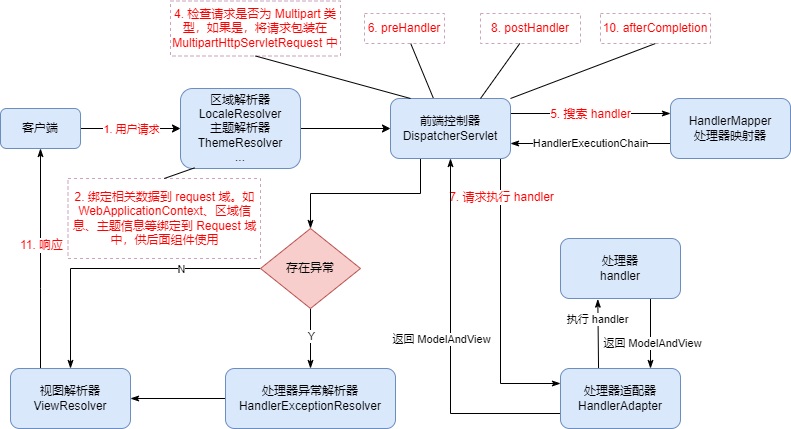 4. 检查请求是否为 Multipart 类
型，如果是，将请求包装在
MultipartHttpServletRequest 中
6. preHandler
8. postHandler
10. afterCompletion
客户端
1. 用户请求
区域解析器
LocaleResolver
主题解析器
ThemeResolver
...
前端控制器
DispatcherServlet
5. 搜索 handler
HandlerExecutionChain
HandlerMapper
处理器映射器
2. 绑定相关数据到 request 域。如
WebApplicationContext、区域信
息、主题信息等绑定到 Request 域
中，供后面组件使用
7. 请求执行 handler
11. 响应
存在异常
N
Y
处理器
handler
执行 handler
返回 ModelAndView
返回 ModelAndView
视图解析器
ViewResolver
处理器异常解析器
HandlerExceptionResolver
处理器适配器
HandlerAdapter